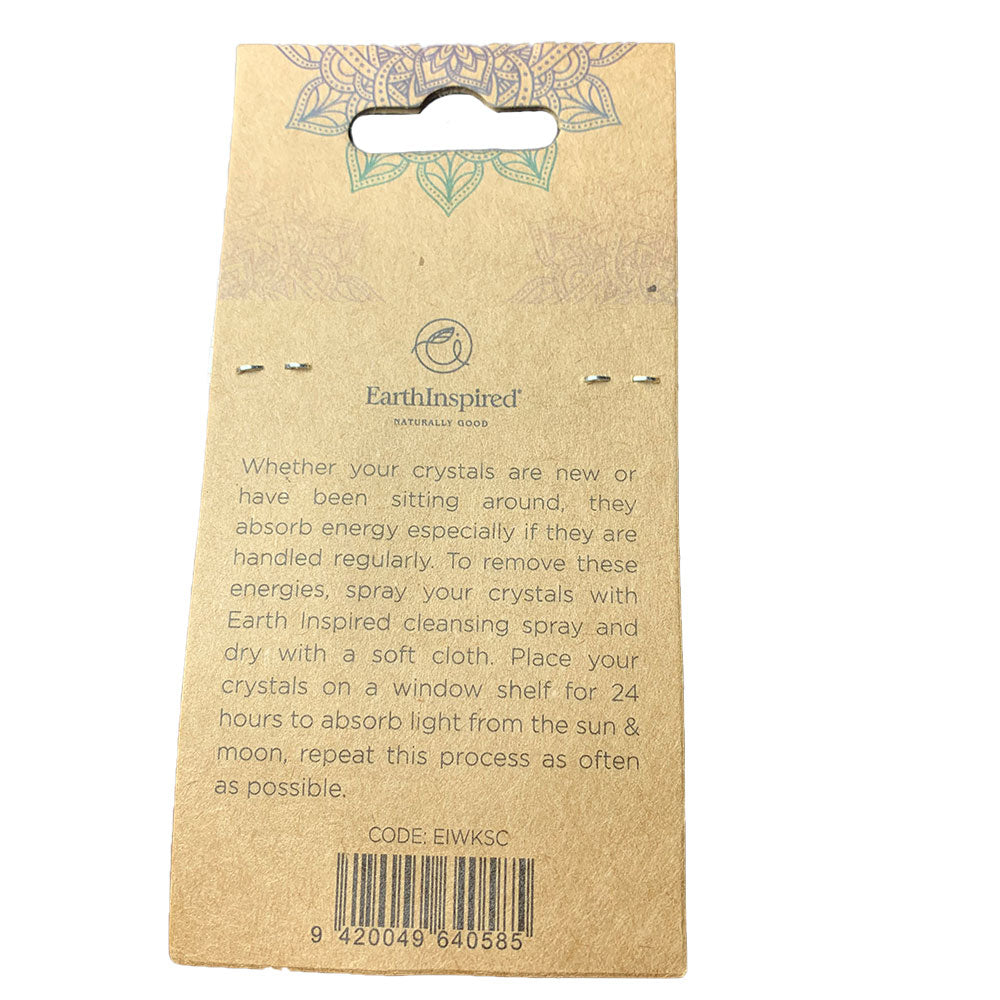 EarthInspired®
NATURALLY GOOD
Whether your crystals are new or
have been sitting around, they
absorb energy especially if they are
handled regularly. To remove these
energies, spray your crystals with
Earth Inspired cleansing spray and
dry with a soft cloth. Place your
crystals on a window shelf for 24
hours to absorb light from the sun &
moon, repeat this process as often
as possible.
CODE: EIWKSC
9 420049 640585